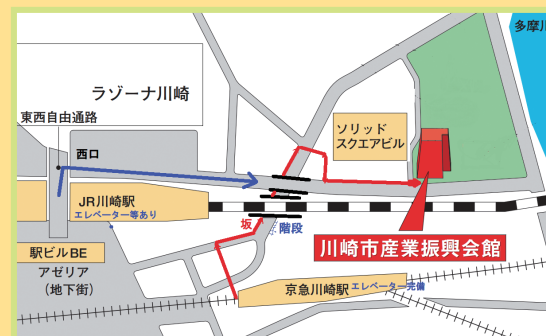 多摩川
ラゾーナ川崎
東西自由通路
ソリッド
スクエアビル
西口
JR川崎駅
エレベーター等あり
坂
階段
川崎市産業振興会館
駅ビルBE
アゼリア
（地下街）
京急川崎駅
エレベーター完備